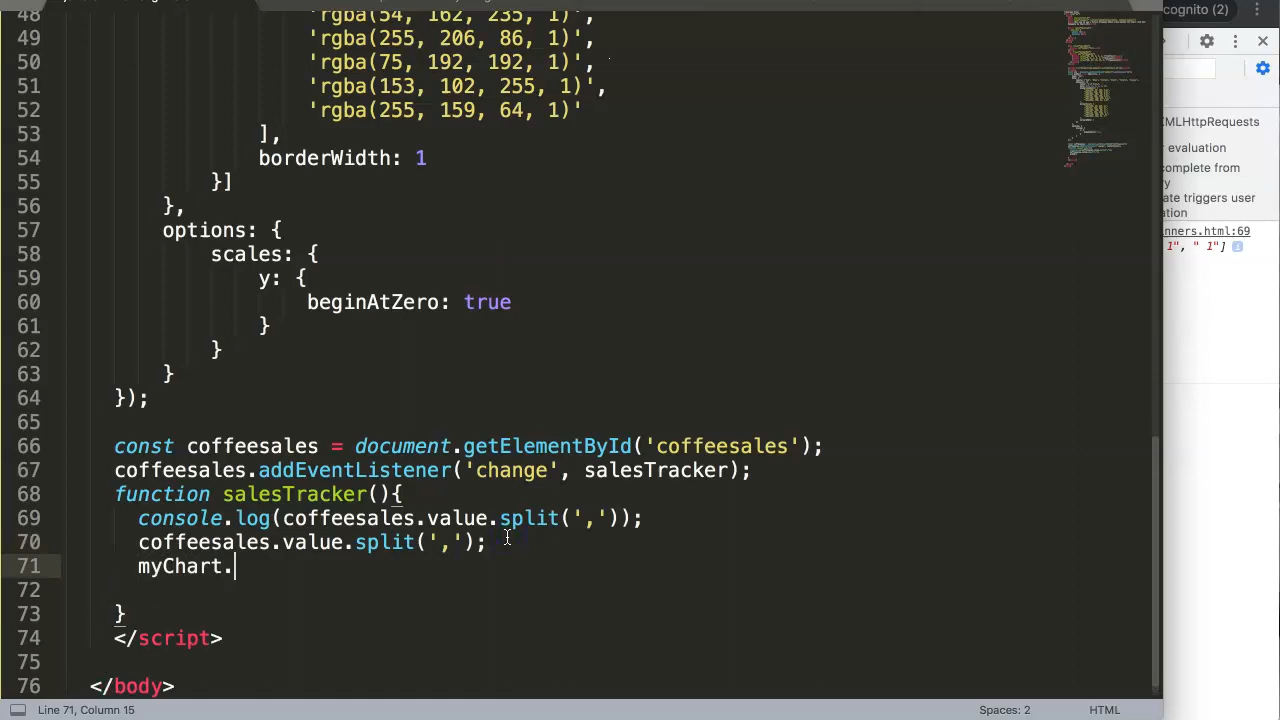 cognito (2)
48 'rgba(54, 162, 235, 1)',
49 'rgba(255, 206, 86, 1)',
50 'rgba(75, 192, 192, 1)',
51 'rgba(153, 102, 255, 1)',
52 'rgba(255, 159, 64, 1)'
53 ],
54 borderWidth: 1
55 }]
56 },
57 options: {
58 scales: {
59 y: {
60 beginAtZero: true
61 }
62 }
63 }
64 });
65
66 const coffeesales = document.getElementById('coffeesales');
67 coffeesales.addEventListener('change', salesTracker);
68 function salesTracker(){
69 console.log(coffeesales.value.split(','));
70 coffeesales.value.split(',');
71 myChart.
72
73 }
74 </script>
75
76 </body>
XMLHttpRequests
r evaluation
complete from
ry
ate triggers user
ation
nners.html:69
1", " 1"]
Line 71, Column 15
Spaces: 2
HTML